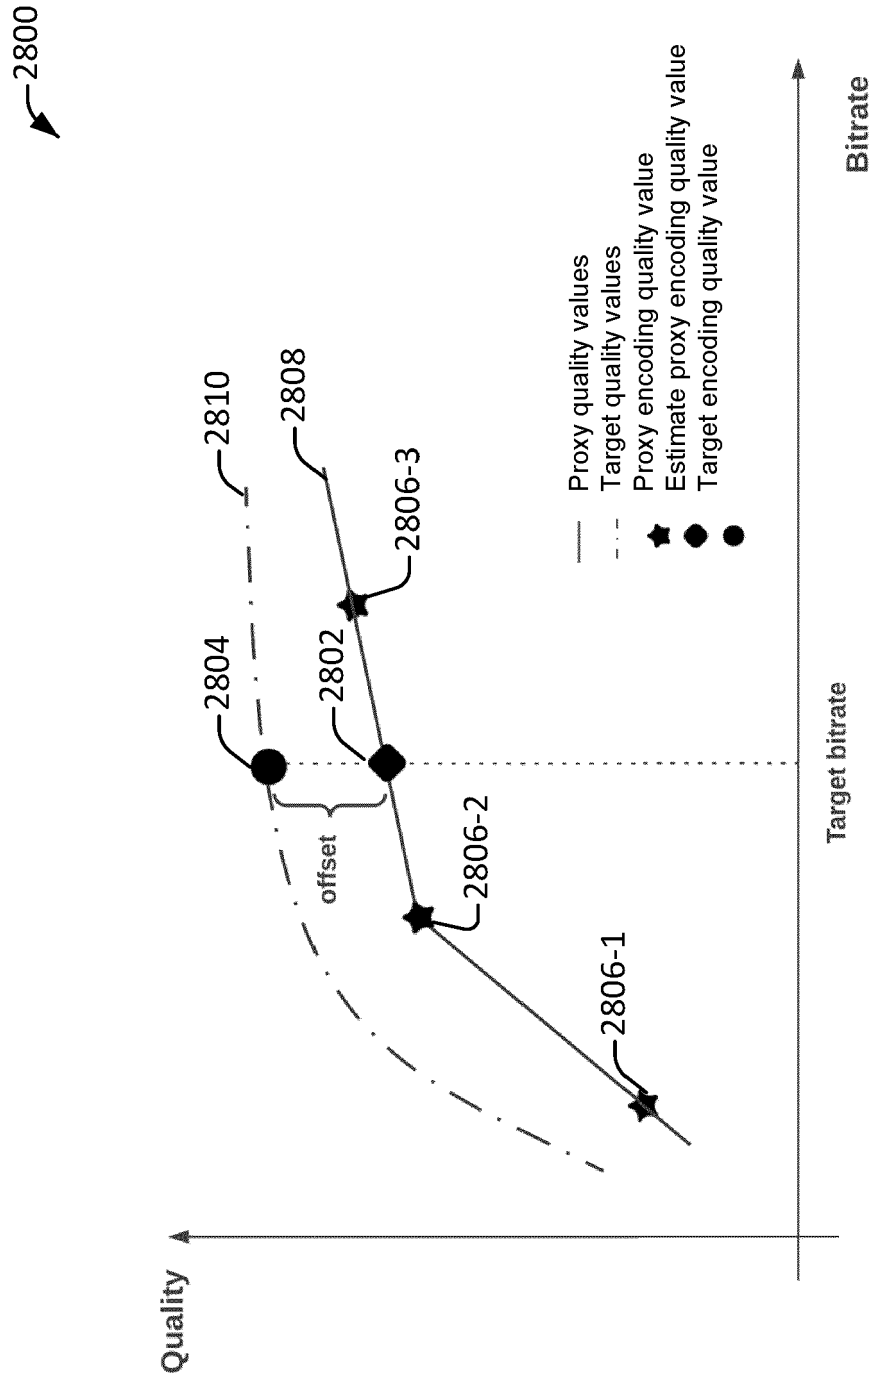 2800
Quality
2810
2804
2808
2802
offset
2806-3
2806-2
2806-1
Proxy quality values
Target quality values
Proxy encoding quality value
Estimate proxy encoding quality value
Target encoding quality value
Target bitrate
Bitrate